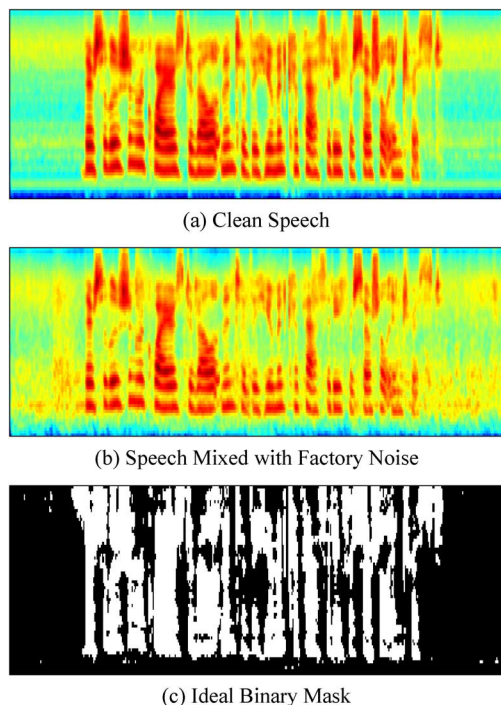 (a) Clean Speech
(b) Speech Mixed with Factory Noise
(c) Ideal Binary Mask